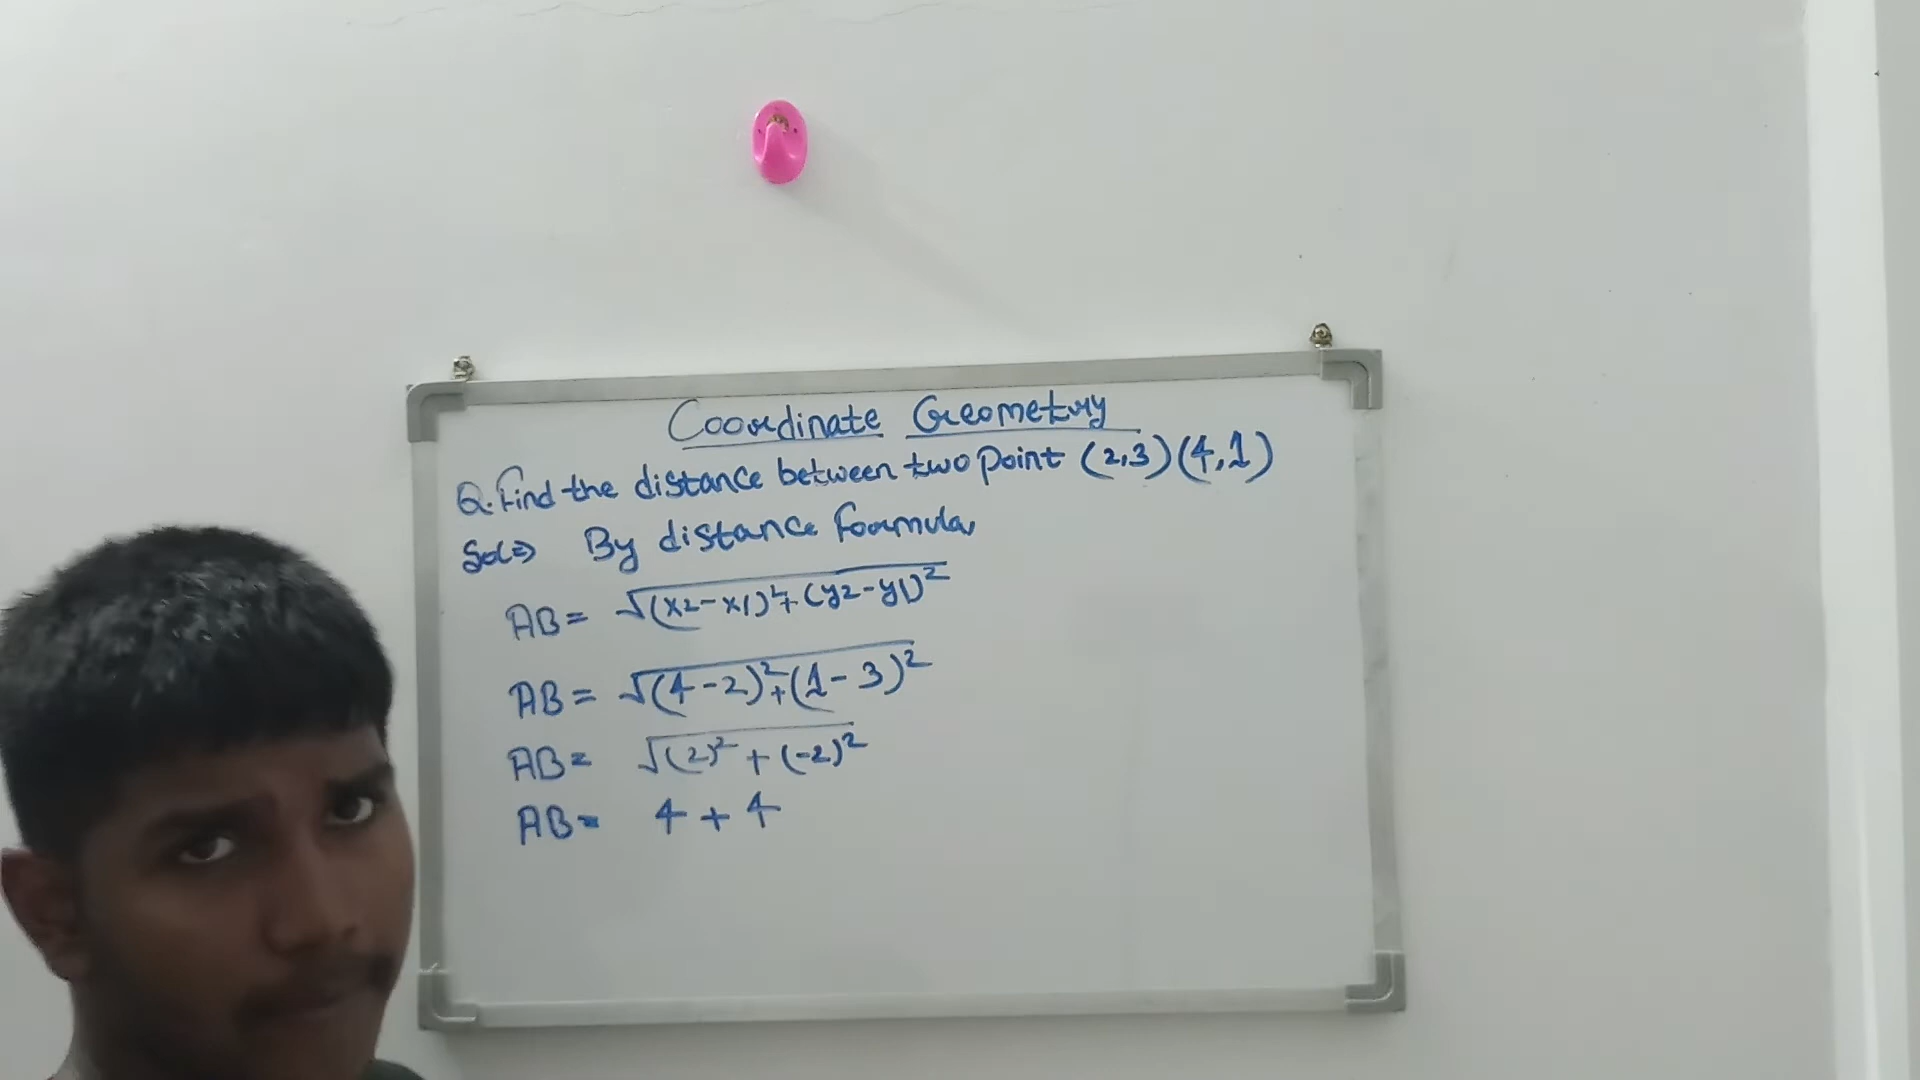 Coordinate Geometry
Q. Find the distance between two point (2,3) (4,1)
Sol⇒ By distance formula
AB = √(x2-x1)²+(y2-y1)²
AB = √(4-2)²+(1-3)²
AB = √(2)²+(-2)²
AB = 4 + 4